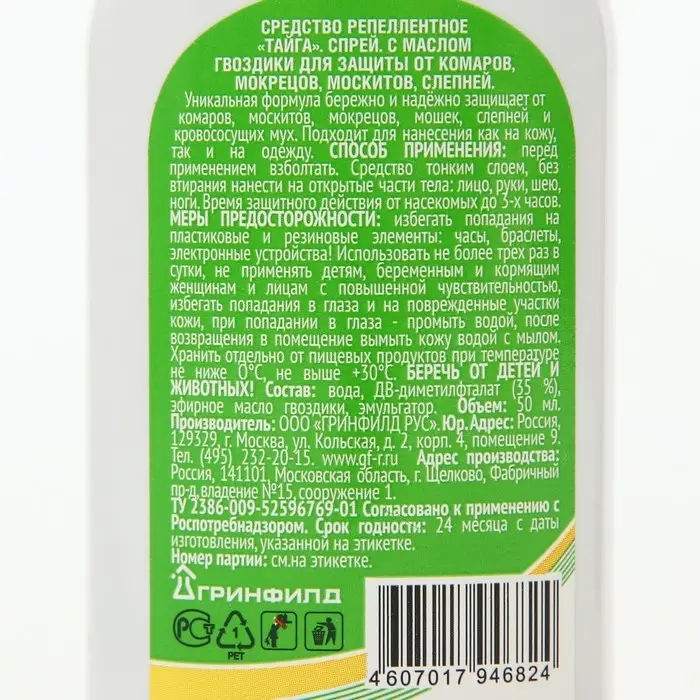 СРЕДСТВО РЕПЕЛЛЕНТНОЕ
«ТАЙГА». СПРЕЙ. С МАСЛОМ
ГВОЗДИКИ ДЛЯ ЗАЩИТЫ ОТ КОМАРОВ,
МОКРЕЦОВ, МОСКИТОВ, СЛЕПНЕЙ.
Уникальная формула бережно и надёжно защищает от
комаров, москитов, мокрецов, мошек, слепней и
кровососущих мух. Подходит для нанесения как на кожу,
так и на одежду. СПОСОБ ПРИМЕНЕНИЯ: перед
применением взболтать. Средство тонким слоем, без
втирания нанести на открытые части тела: лицо, руки, шею,
ноги. Время защитного действия от насекомых до 3-х часов.
МЕРЫ ПРЕДОСТОРОЖНОСТИ: избегать попадания на
пластиковые и резиновые элементы: часы, браслеты,
электронные устройства! Использовать не более трёх раз в
сутки, не применять детям, беременным и кормящим
женщинам и лицам с повышенной чувствительностью,
избегать попадания в глаза и на поврежденные участки
кожи, при попадании в глаза - промыть водой, после
возвращения в помещение вымыть кожу водой с мылом.
Хранить отдельно от пищевых продуктов при температуре
не ниже 0°С, не выше +30°С. БЕРЕЧЬ ОТ ДЕТЕЙ И
ЖИВОТНЫХ! Состав: вода, ДВ-диметилфталат (35 %),
эфирное масло гвоздики, эмульгатор. Объем: 50 мл.
Производитель: ООО «ГРИНФИЛД РУС». Юр. Адрес: Россия,
129329, г. Москва, ул. Кольская, д. 2, корп. 4, помещение 9.
Тел. (495) 232-20-15. www.gf-r.ru. Адрес производства:
Россия, 141101, Московская область, г. Щелково, Фабричный
пр-д, владение №15, сооружение 1.
ТУ 2386-009-52596769-01 Согласовано к применению с
Роспотребнадзором. Срок годности: 24 месяца с даты
изготовления, указанной на этикетке.
Номер партии: см.на этикетке.
ГРИНФИЛД
РСТ 1
PET
4 607017 946824